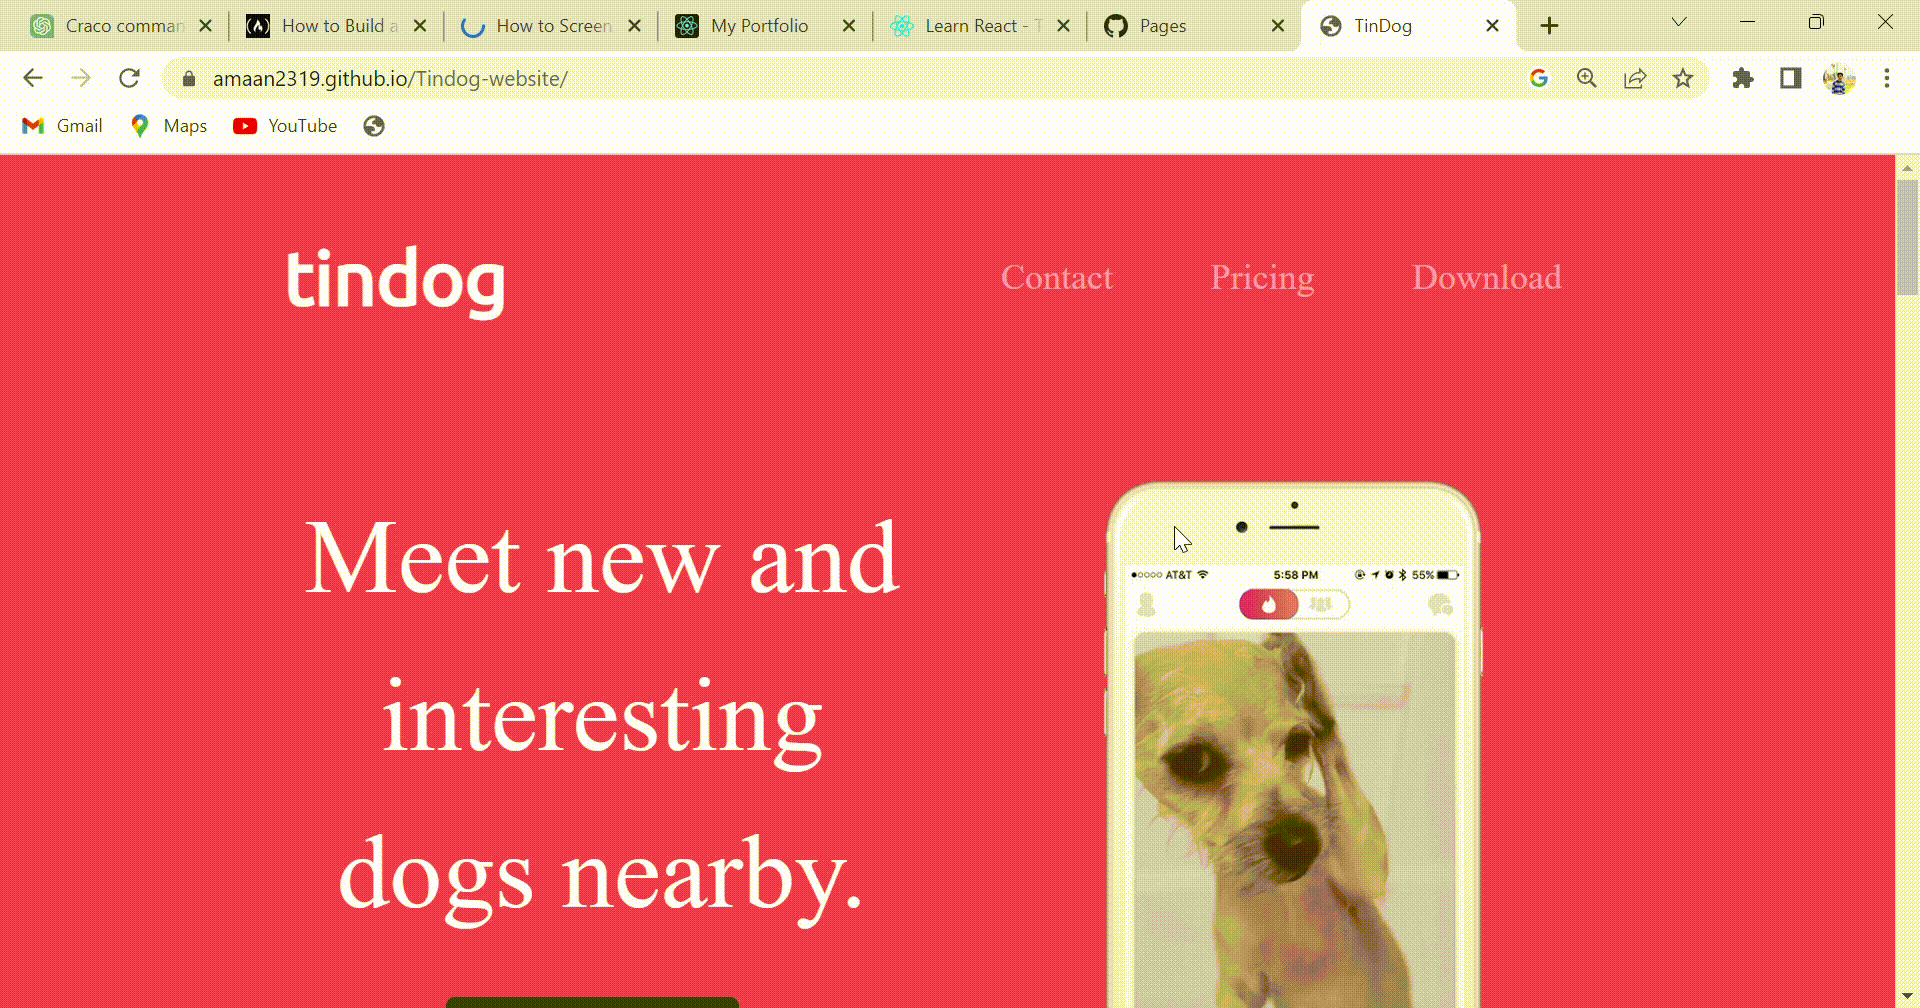 Craco comman
How to Build a
How to Screen
My Portfolio
Learn React - T
Pages
TinDog
amaan2319.github.io/Tindog-website/
Gmail
Maps
YouTube
tindog
Contact
Pricing
Download
Meet new and
interesting
dogs nearby.
AT&T
5:58 PM
55%